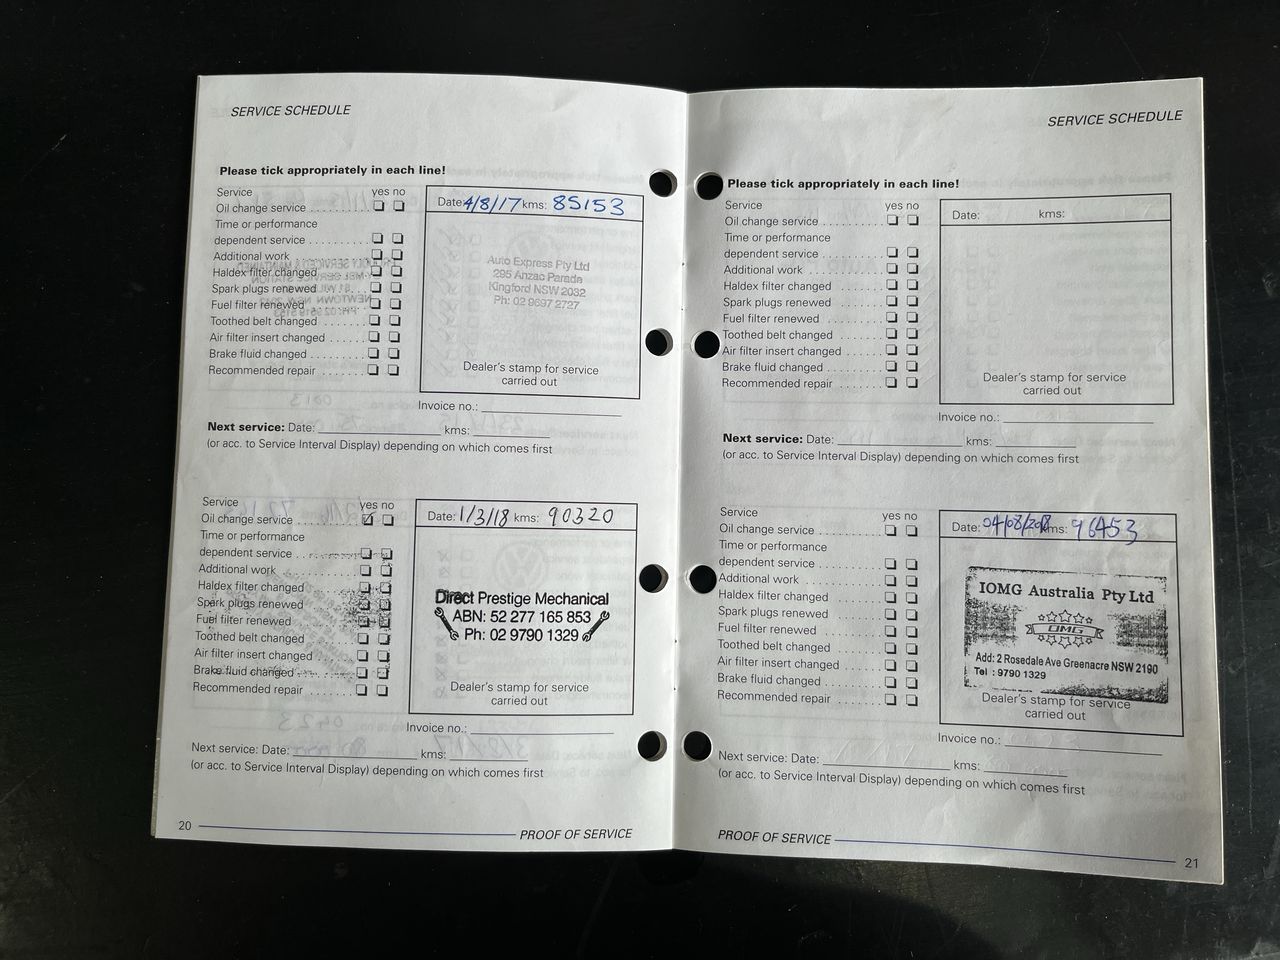 SERVICE SCHEDULE
Please tick appropriately in each line!
Service yes no
Oil change service
Time or performance
dependent service
Additional work
Haldex filter changed
Spark plugs renewed
Fuel filter renewed
Toothed belt changed
Air filter insert changed
Brake fluid changed
Recommended repair
Date: 4/8/17 kms: 85153
Auto Express Pty Ltd
295 Anzac Parade
Kingford NSW 2032
Ph: 02 9697 2727
Dealer's stamp for service
carried out
Invoice no.:
Next service: Date: kms:
(or acc. to Service Interval Display) depending on which comes first
Service yes no
Oil change service
Time or performance
dependent service
Additional work
Haldex filter changed
Spark plugs renewed
Fuel filter renewed
Toothed belt changed
Air filter insert changed
Brake fluid changed
Recommended repair
Date: 1/3/18 kms: 90320
Direct Prestige Mechanical
ABN: 52 277 165 853
Ph: 02 9790 1329
Dealer's stamp for service
carried out
Invoice no.:
Next service: Date: kms:
(or acc. to Service Interval Display) depending on which comes first
20 PROOF OF SERVICE
SERVICE SCHEDULE
Please tick appropriately in each line!
Service yes no
Oil change service
Time or performance
dependent service
Additional work
Haldex filter changed
Spark plugs renewed
Fuel filter renewed
Toothed belt changed
Air filter insert changed
Brake fluid changed
Recommended repair
Date: kms:
Dealer's stamp for service
carried out
Invoice no.:
Next service: Date: kms:
(or acc. to Service Interval Display) depending on which comes first
Service yes no
Oil change service
Time or performance
dependent service
Additional work
Haldex filter changed
Spark plugs renewed
Fuel filter renewed
Toothed belt changed
Air filter insert changed
Brake fluid changed
Recommended repair
Date: 04/08/2018 kms: 96453
IOMG Australia Pty Ltd
OMG
Add: 2 Rosedale Ave Greenacre NSW 2190
Tel : 9790 1329
Dealer's stamp for service
carried out
Invoice no.:
Next service: Date: kms:
(or acc. to Service Interval Display) depending on which comes first
PROOF OF SERVICE 21